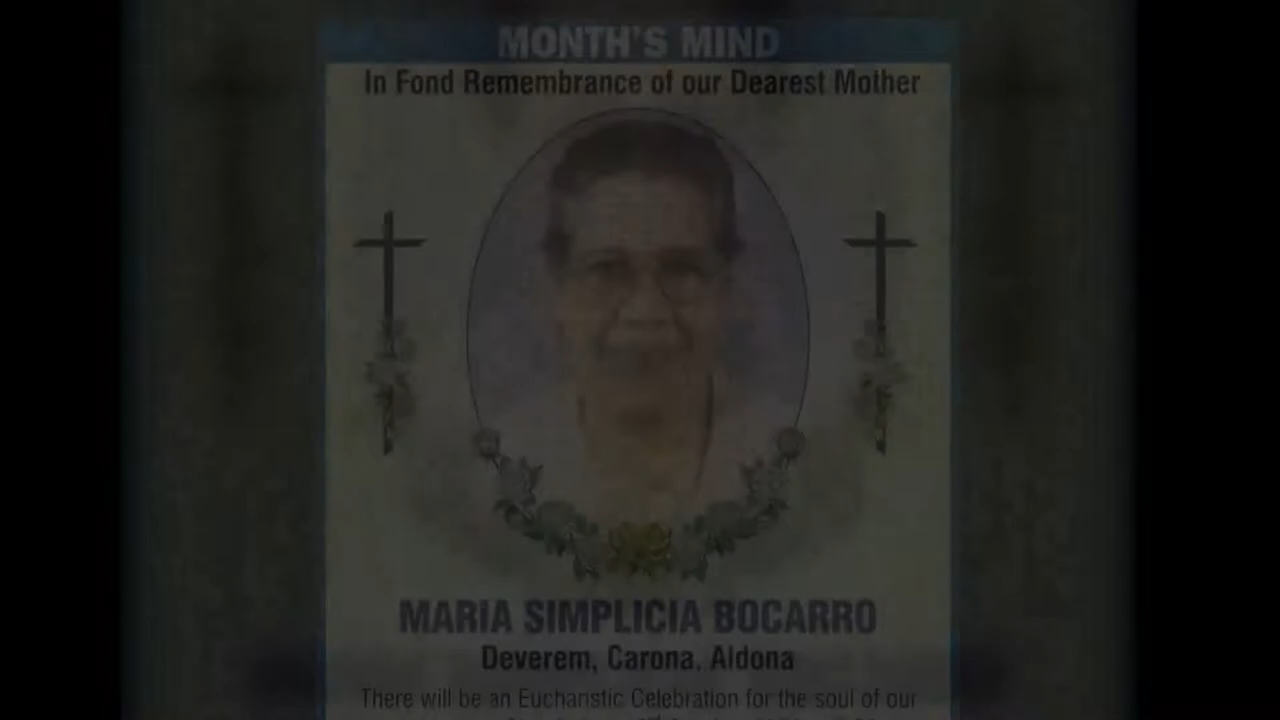 MONTH'S MIND
In Fond Remembrance of our Dearest Mother
MARIA SIMPLICIA BOCARRO
Deverem, Carona, Aldona
There will be an Eucharistic Celebration for the soul of our